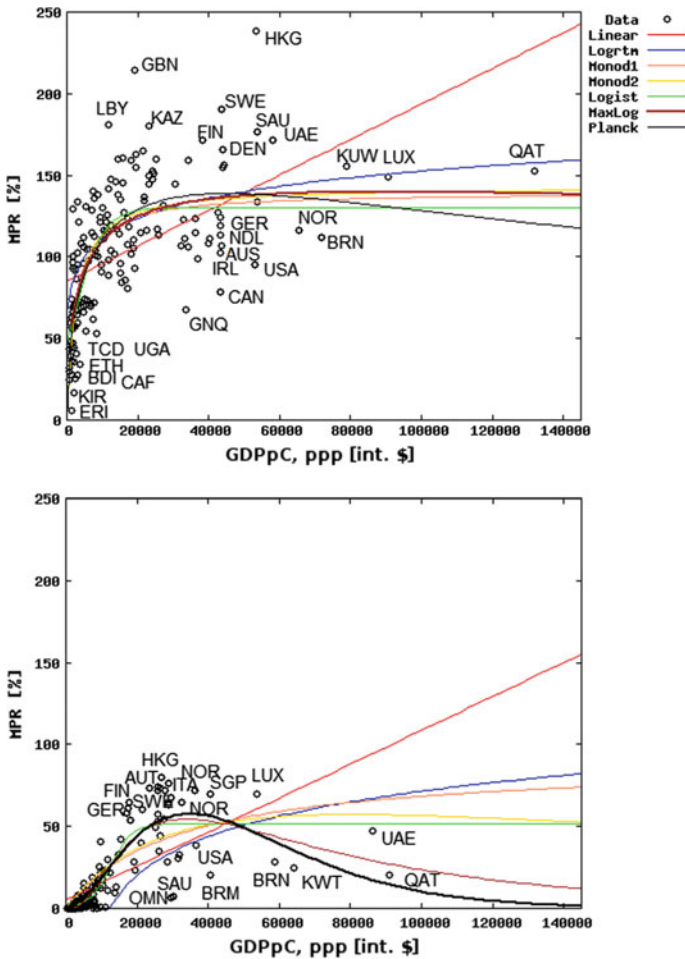 250
200
150
100
50
0
MPR [%]
HKG
GBN
SWE
LBY
KAZ
SAU
FIN
UAE
DEN
KUW LUX
QAT
NOR
GER
BRN
NDL
AUS
IRL
USA
CAN
GNQ
TCD UGA
ETH
BDI CAF
KIR
ERI
0 20000 40000 60000 80000 100000 120000 140000
GDPpC, ppp [int. $]
Data
Linear
Logrtm
Monod1
Monod2
Logist
MaxLog
Planck
250
200
150
100
50
0
MPR [%]
HKG
AUT
NOR
ITA
SGP LUX
FIN
SWE
GER
NOR
UAE
USA
SAU
BRN
KWT
QAT
OMN
BRM
0 20000 40000 60000 80000 100000 120000 140000
GDPpC, ppp [int. $]